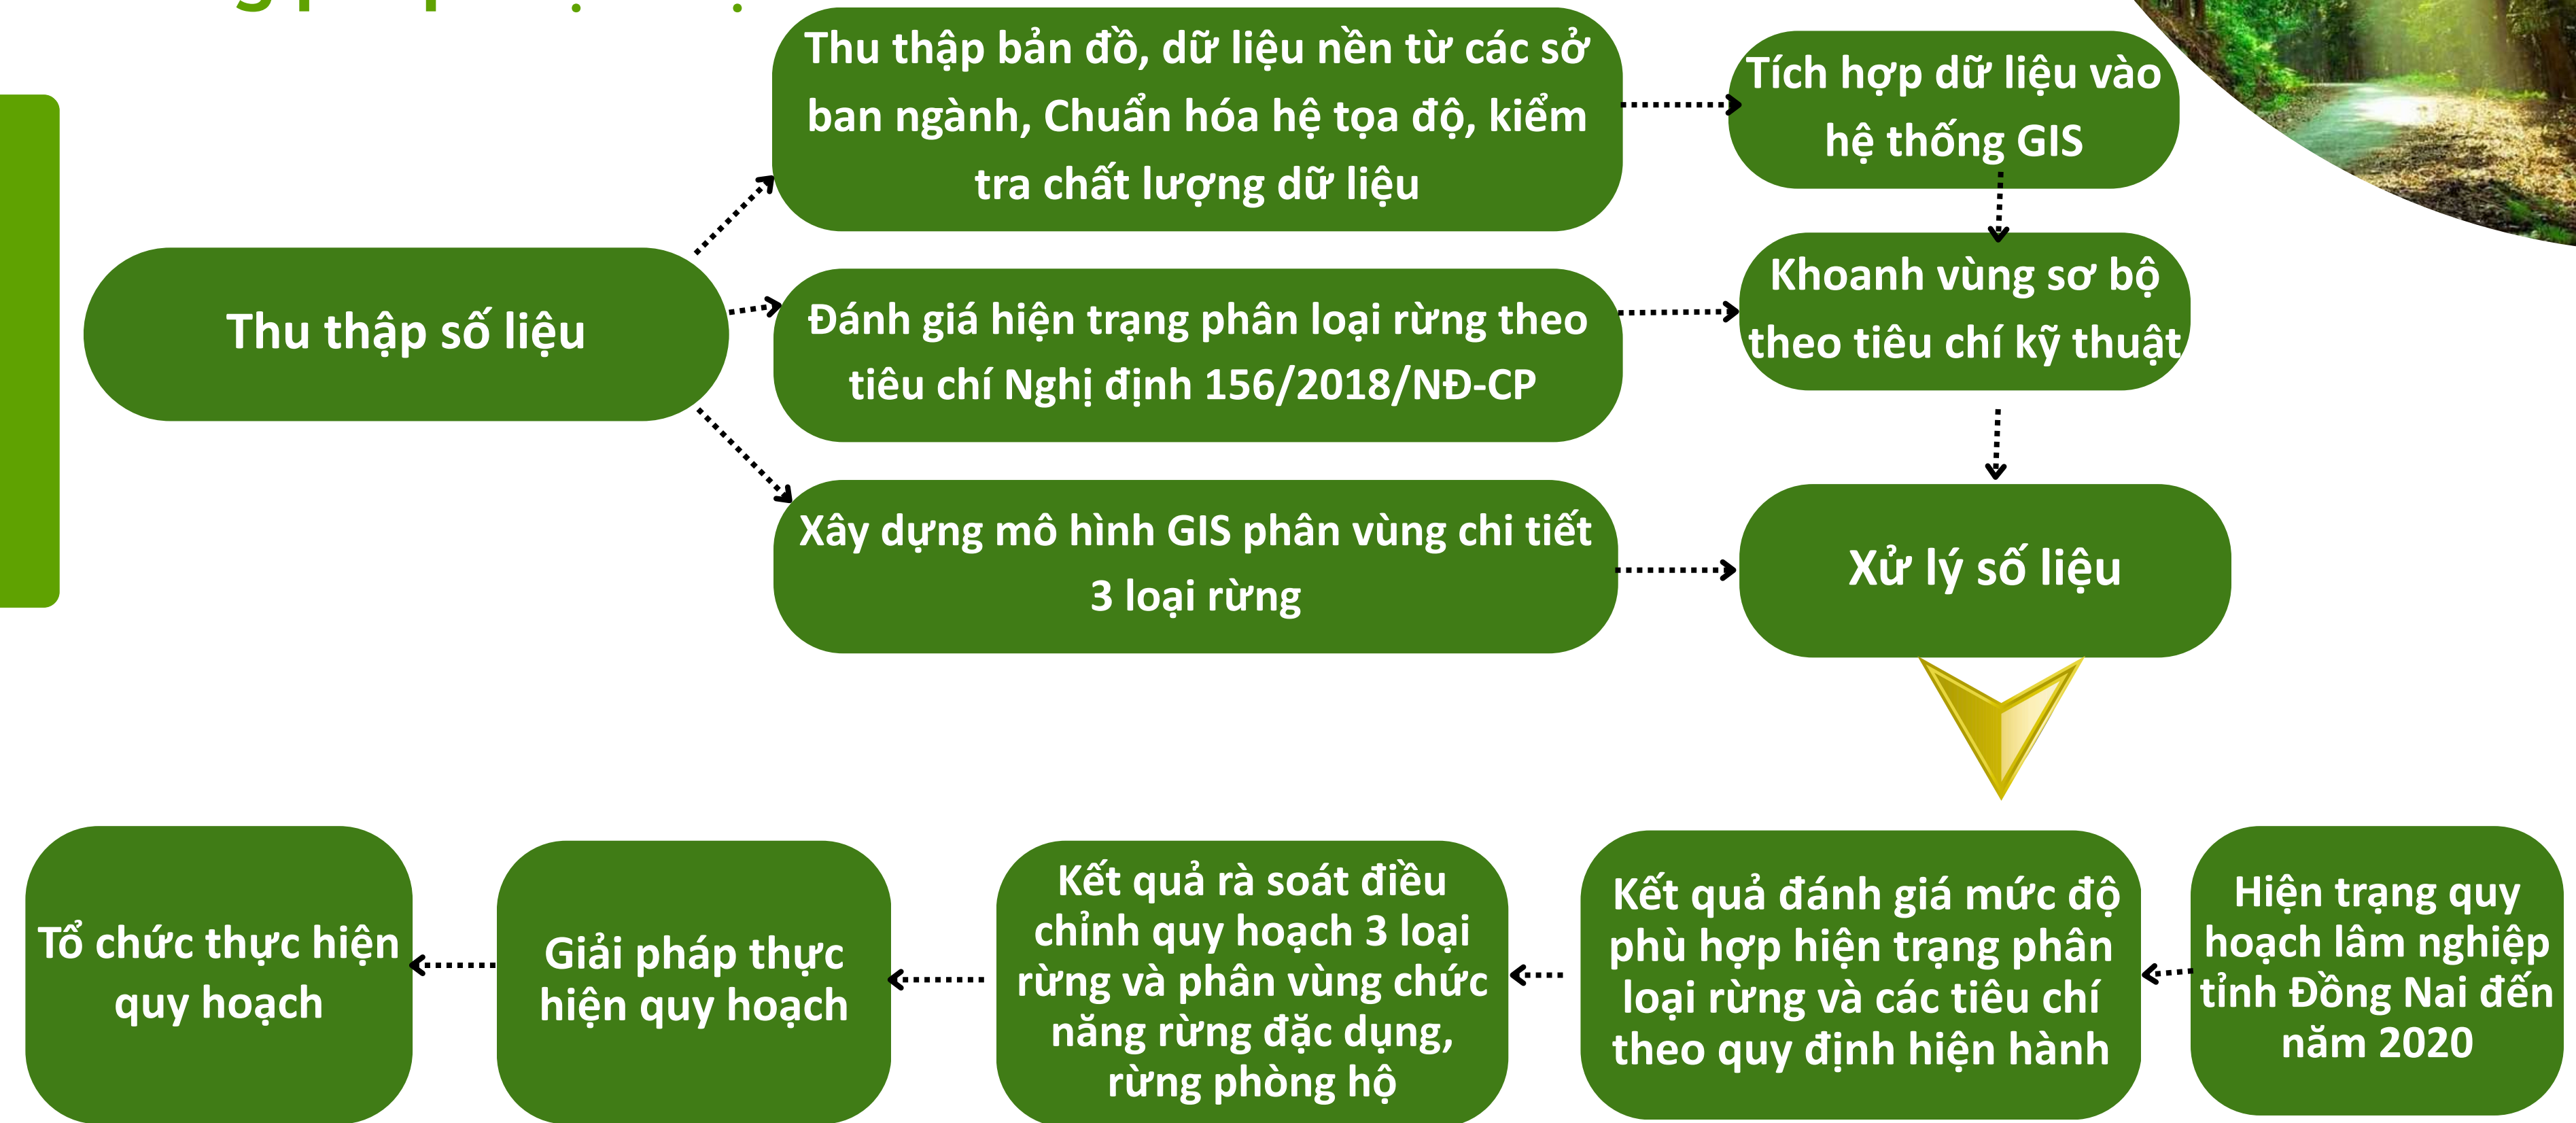 Thu thập bản đồ, dữ liệu nền từ các sở
ban ngành, Chuẩn hóa hệ tọa độ, kiểm
tra chất lượng dữ liệu
Tích hợp dữ liệu vào
hệ thống GIS
Thu thập số liệu
Đánh giá hiện trạng phân loại rừng theo
tiêu chí Nghị định 156/2018/NĐ-CP
Khoanh vùng sơ bộ
theo tiêu chí kỹ thuật
Xây dựng mô hình GIS phân vùng chi tiết
3 loại rừng
Xử lý số liệu
Hiện trạng quy
hoạch lâm nghiệp
tỉnh Đồng Nai đến
năm 2020
Kết quả đánh giá mức độ
phù hợp hiện trạng phân
loại rừng và các tiêu chí
theo quy định hiện hành
Kết quả rà soát điều
chỉnh quy hoạch 3 loại
rừng và phân vùng chức
năng rừng đặc dụng,
rừng phòng hộ
Giải pháp thực
hiện quy hoạch
Tổ chức thực hiện
quy hoạch